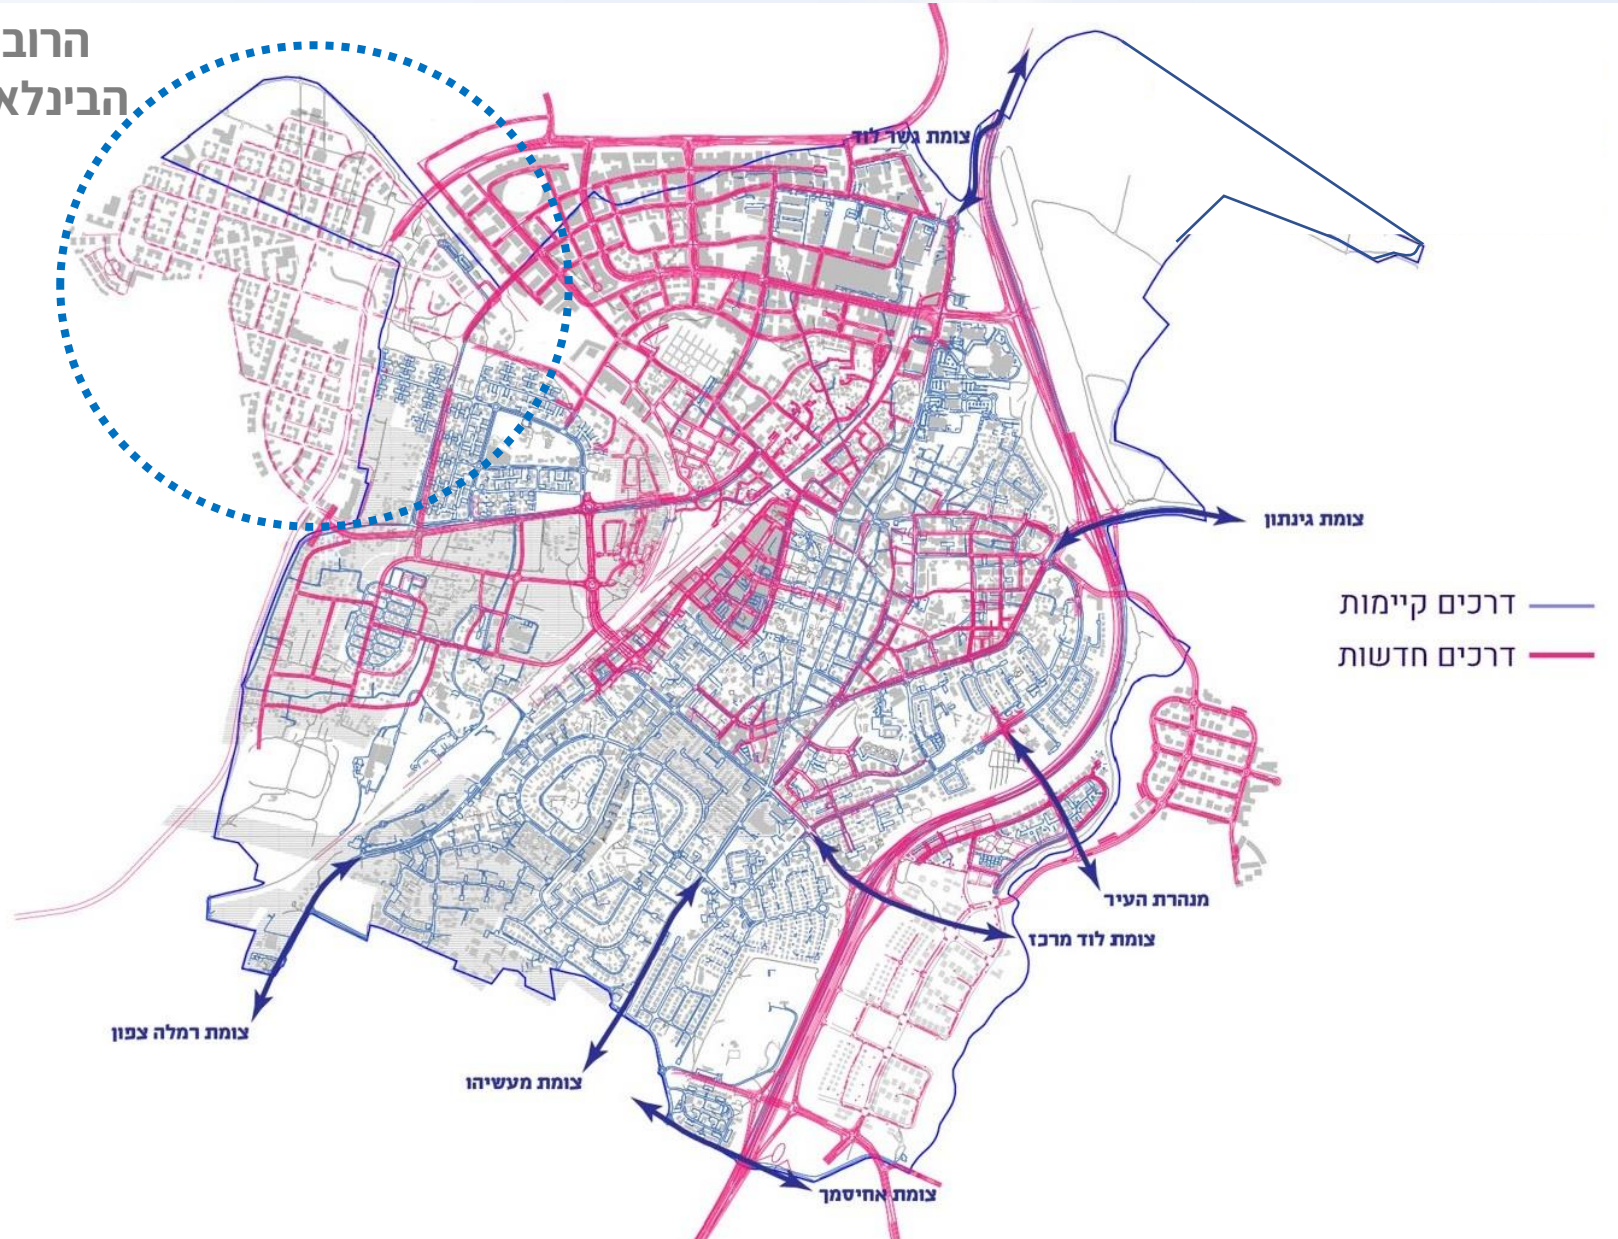 הרוב
הבינלא
צומת גשר לוד
צומת גינתון
דרכים קיימות
דרכים חדשות
מנהרת העיר
צומת לוד מרכז
צומת רמלה צפון
צומת מעשיהו
צומת אחיסמך